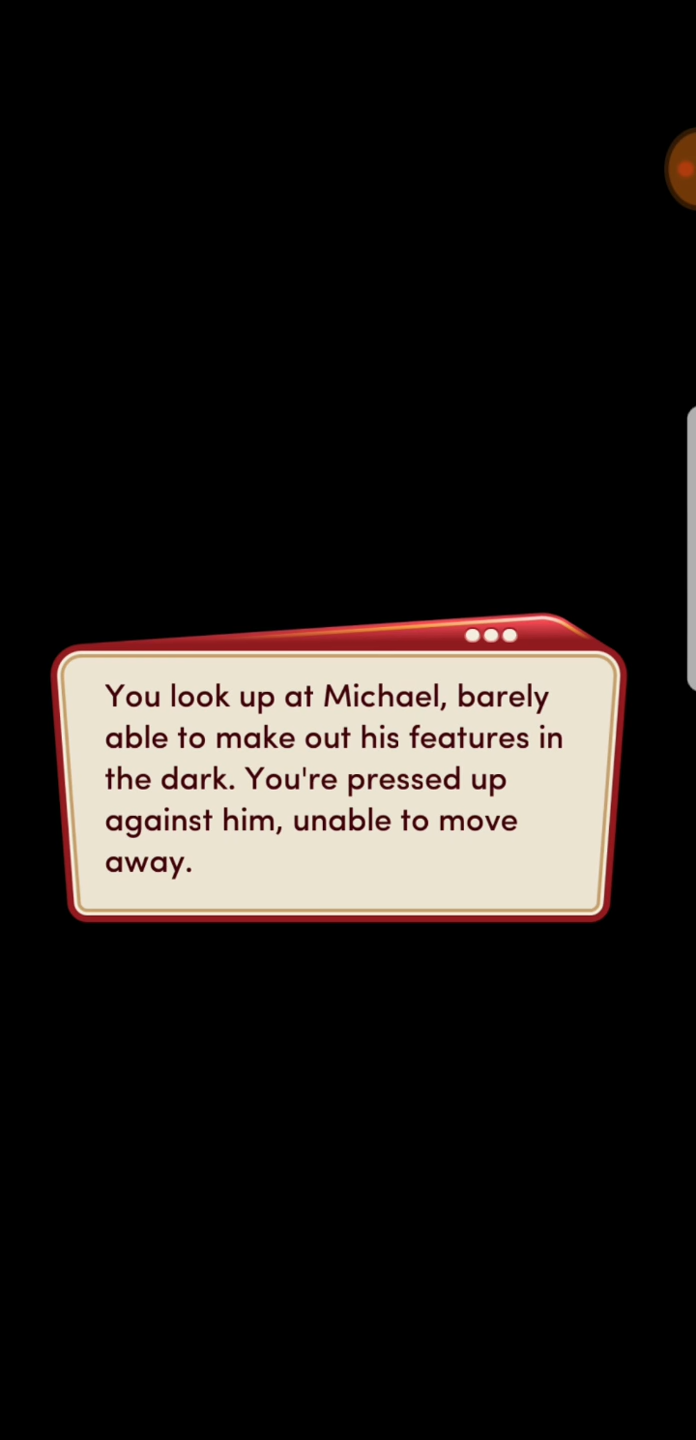 You look up at Michael, barely
able to make out his features in
the dark. You're pressed up
against him, unable to move
away.